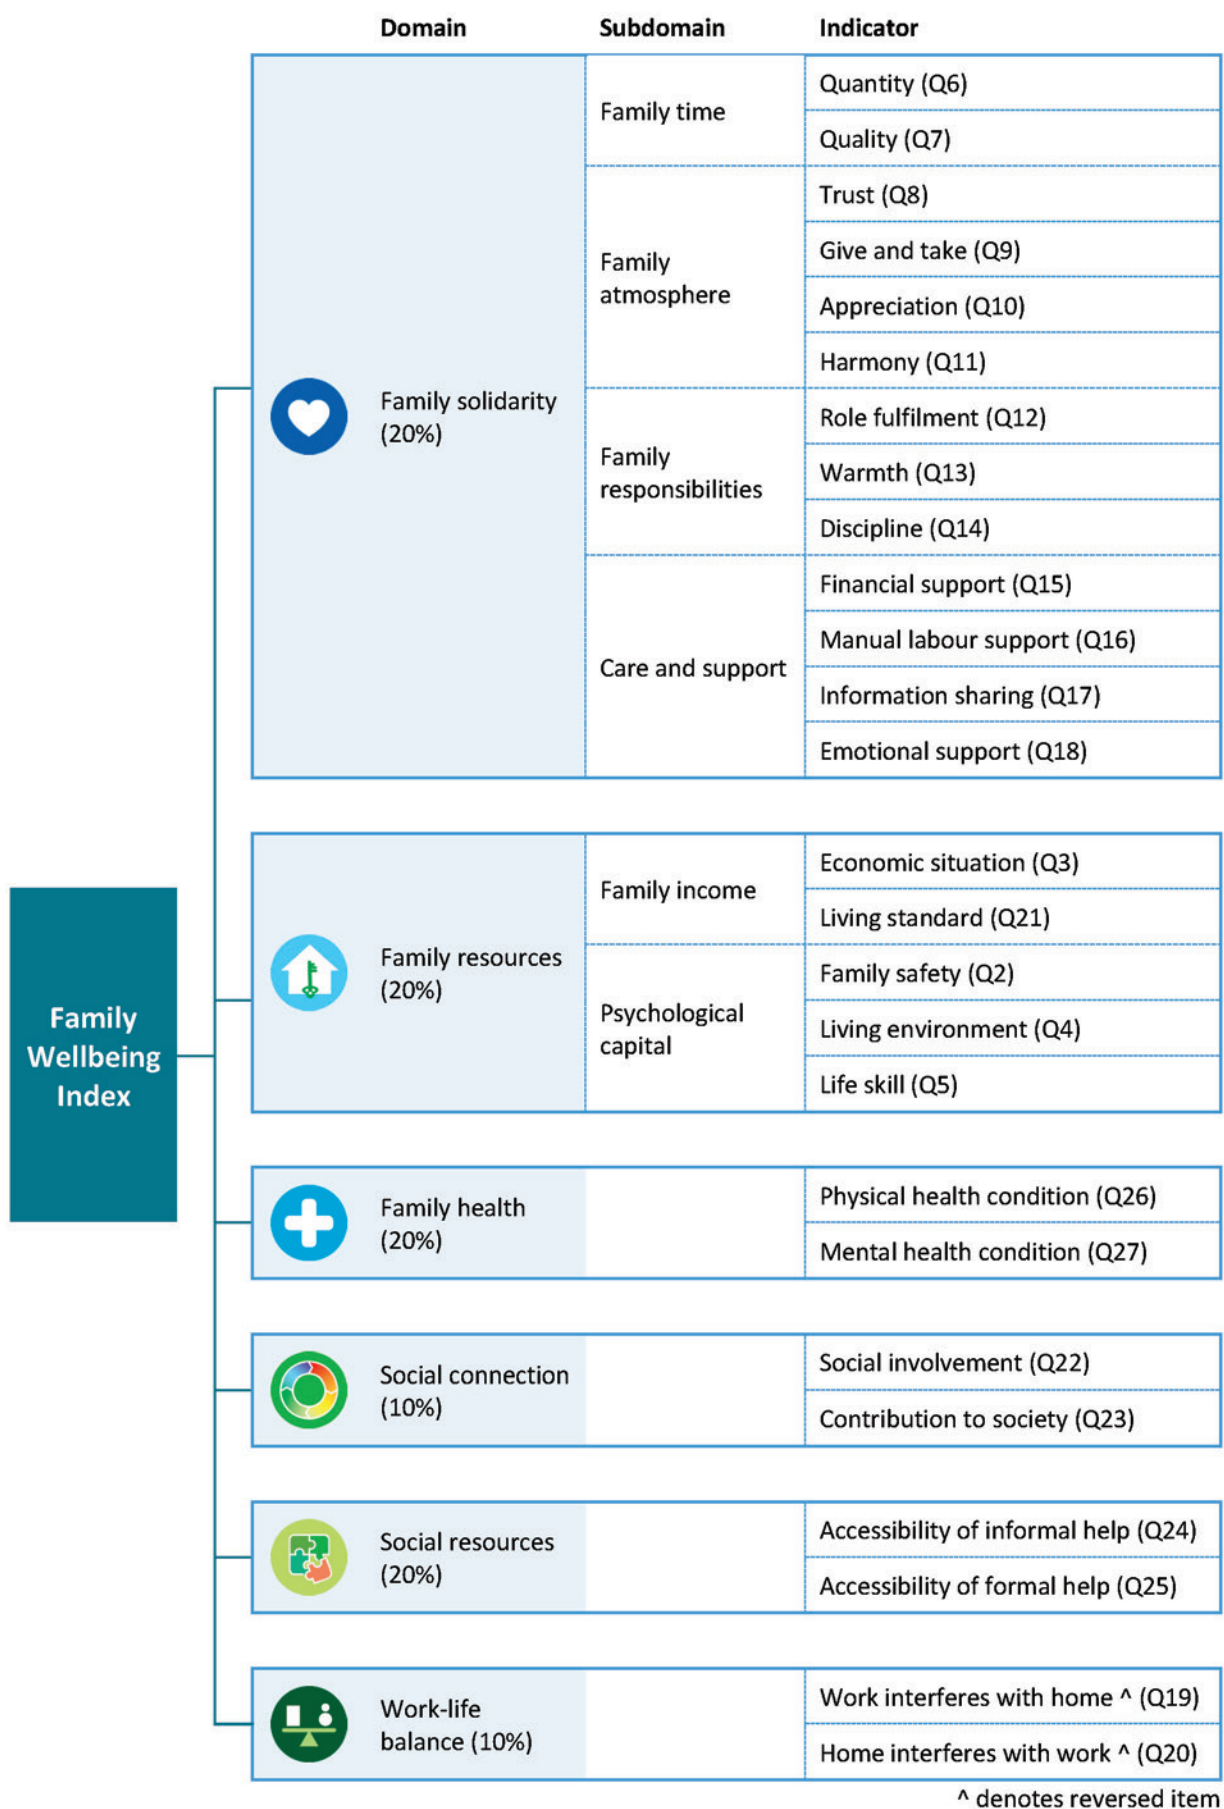 Domain Subdomain Indicator
Family
Wellbeing
Index
Family solidarity
(20%)
Family time
Quantity (Q6)
Quality (Q7)
Family
atmosphere
Trust (Q8)
Give and take (Q9)
Appreciation (Q10)
Harmony (Q11)
Family
responsibilities
Role fulfilment (Q12)
Warmth (Q13)
Discipline (Q14)
Care and support
Financial support (Q15)
Manual labour support (Q16)
Information sharing (Q17)
Emotional support (Q18)
Family resources
(20%)
Family income
Economic situation (Q3)
Living standard (Q21)
Psychological
capital
Family safety (Q2)
Living environment (Q4)
Life skill (Q5)
Family health
(20%)
Physical health condition (Q26)
Mental health condition (Q27)
Social connection
(10%)
Social involvement (Q22)
Contribution to society (Q23)
Social resources
(20%)
Accessibility of informal help (Q24)
Accessibility of formal help (Q25)
Work-life
balance (10%)
Work interferes with home ^ (Q19)
Home interferes with work ^ (Q20)
^ denotes reversed item